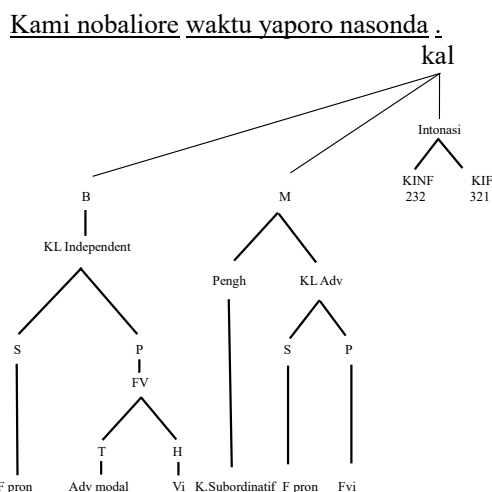 Kami nobaliore waktu yaporo nasonda .
kal
Intonasi
KINF KIF
232 321
B M
KL Independent
Pengh KL Adv
S P S P
FV
T H
F pron Adv modal Vi K.Subordinatif F pron Fvi